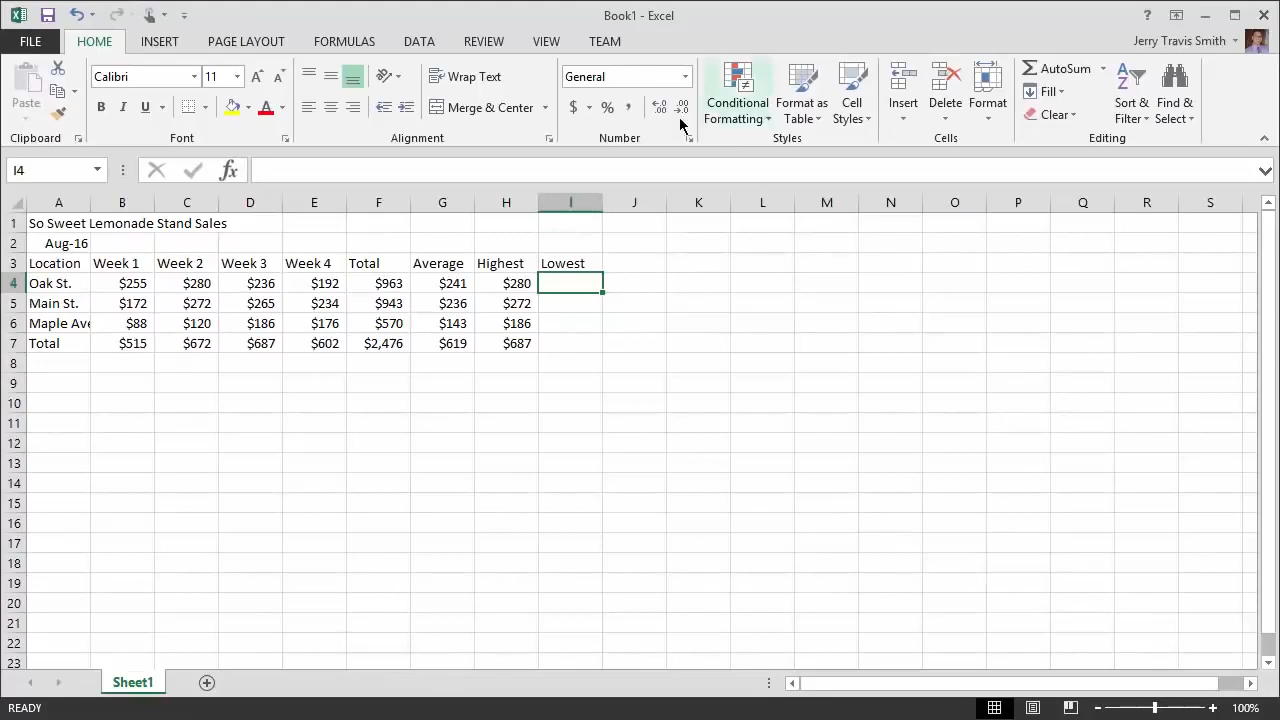 Book1 - Excel
FILE HOME INSERT PAGE LAYOUT FORMULAS DATA REVIEW VIEW TEAM Jerry Travis Smith
Paste
Clipboard
Calibri 11
B I U
Font
Wrap Text
Merge & Center
Alignment
General
$ % ,
Number
Conditional Formatting
Format as Table
Cell Styles
Styles
Insert
Delete
Format
Cells
AutoSum
Fill
Clear
Sort & Filter
Find & Select
Editing
I4 fx
A B C D E F G H I J K L M N O P Q R S
1 So Sweet Lemonade Stand Sales
2 Aug-16
3 Location Week 1 Week 2 Week 3 Week 4 Total Average Highest Lowest
4 Oak St. $255 $280 $236 $192 $963 $241 $280
5 Main St. $172 $272 $265 $234 $943 $236 $272
6 Maple Ave $88 $120 $186 $176 $570 $143 $186
7 Total $515 $672 $687 $602 $2,476 $619 $687
8
9
10
11
12
13
14
15
16
17
18
19
20
21
22
23
Sheet1
READY 100%